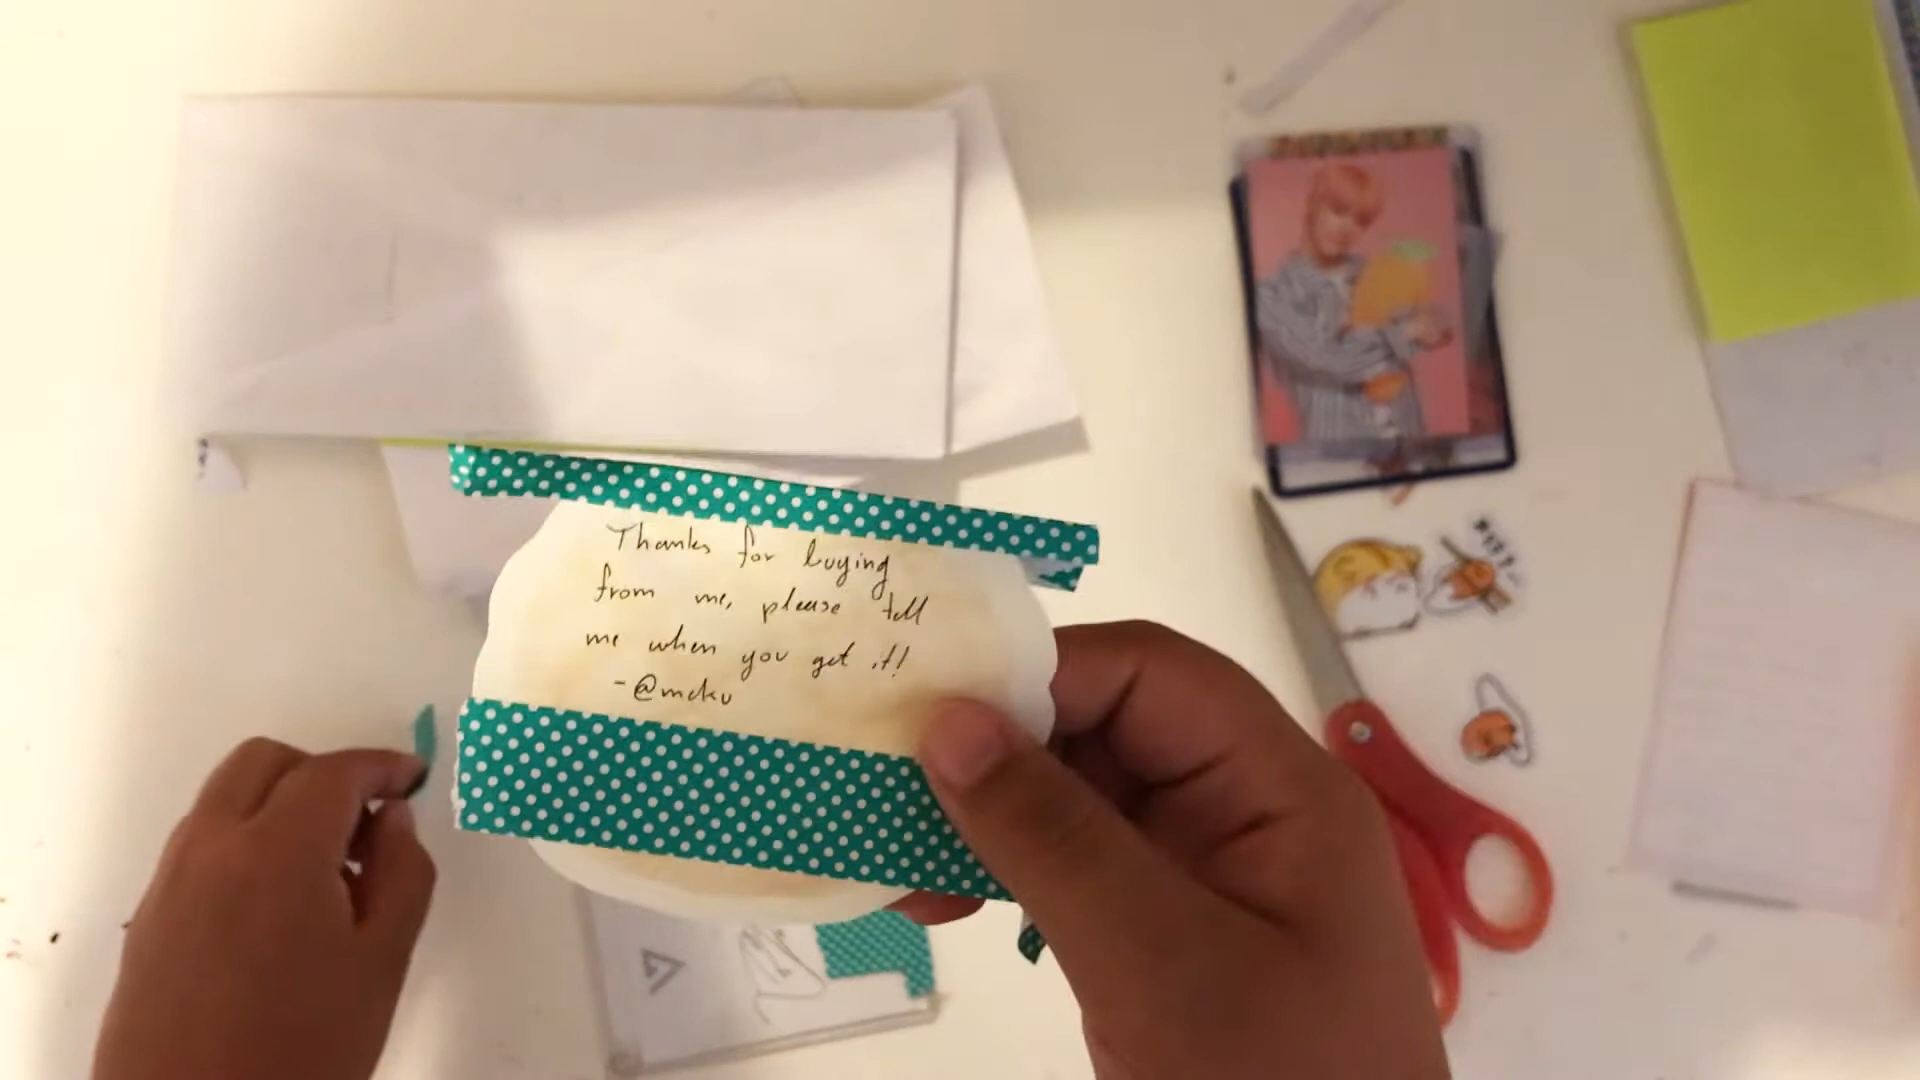 Thanks for buying
from me, please tell
me when you get it!
-@mcku